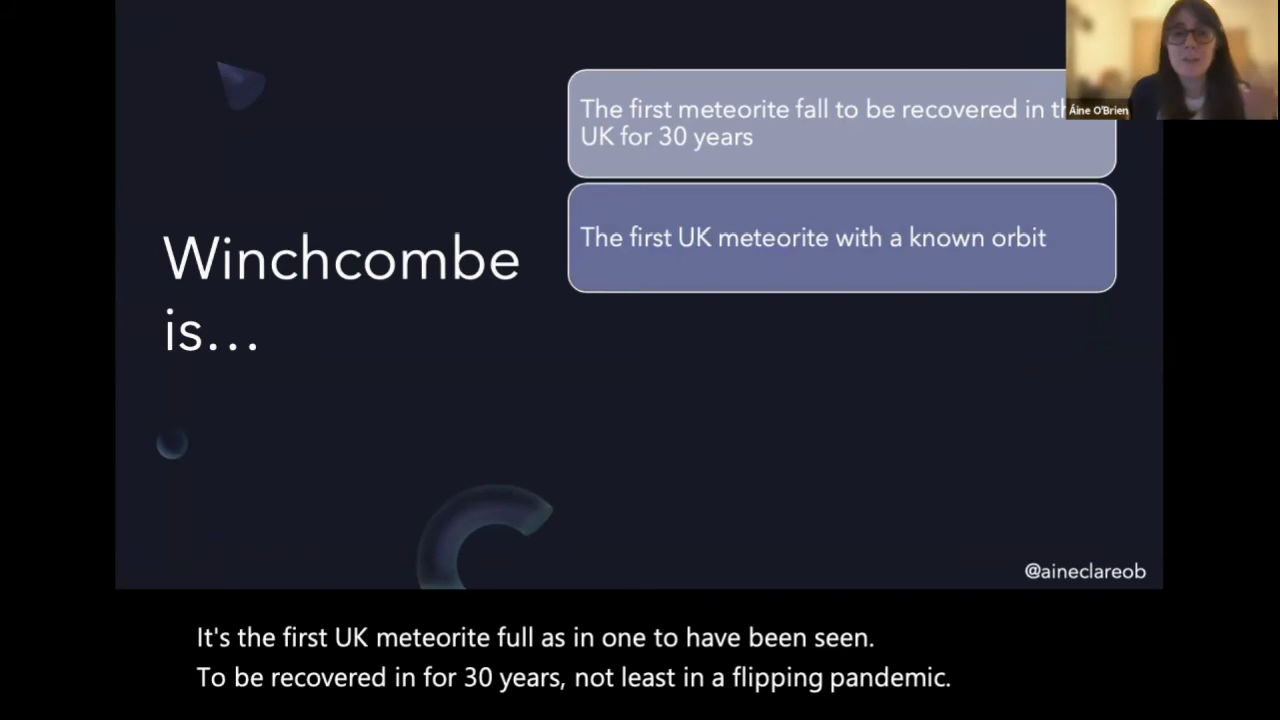 The first meteorite fall to be recovered in th
UK for 30 years
Áine O'Brien
The first UK meteorite with a known orbit
Winchcombe
is...
@aineclareob
It's the first UK meteorite full as in one to have been seen.
To be recovered in for 30 years, not least in a flipping pandemic.